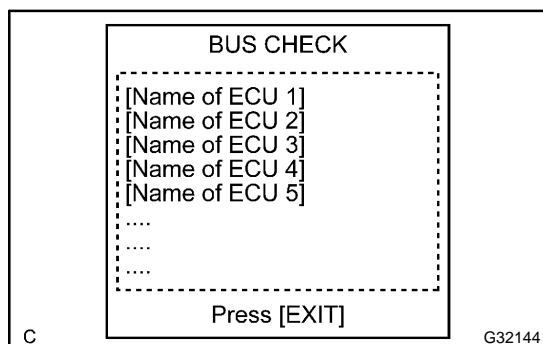 BUS CHECK
[Name of ECU 1]
[Name of ECU 2]
[Name of ECU 3]
[Name of ECU 4]
[Name of ECU 5]
....
....
....
Press [EXIT]
C
G32144